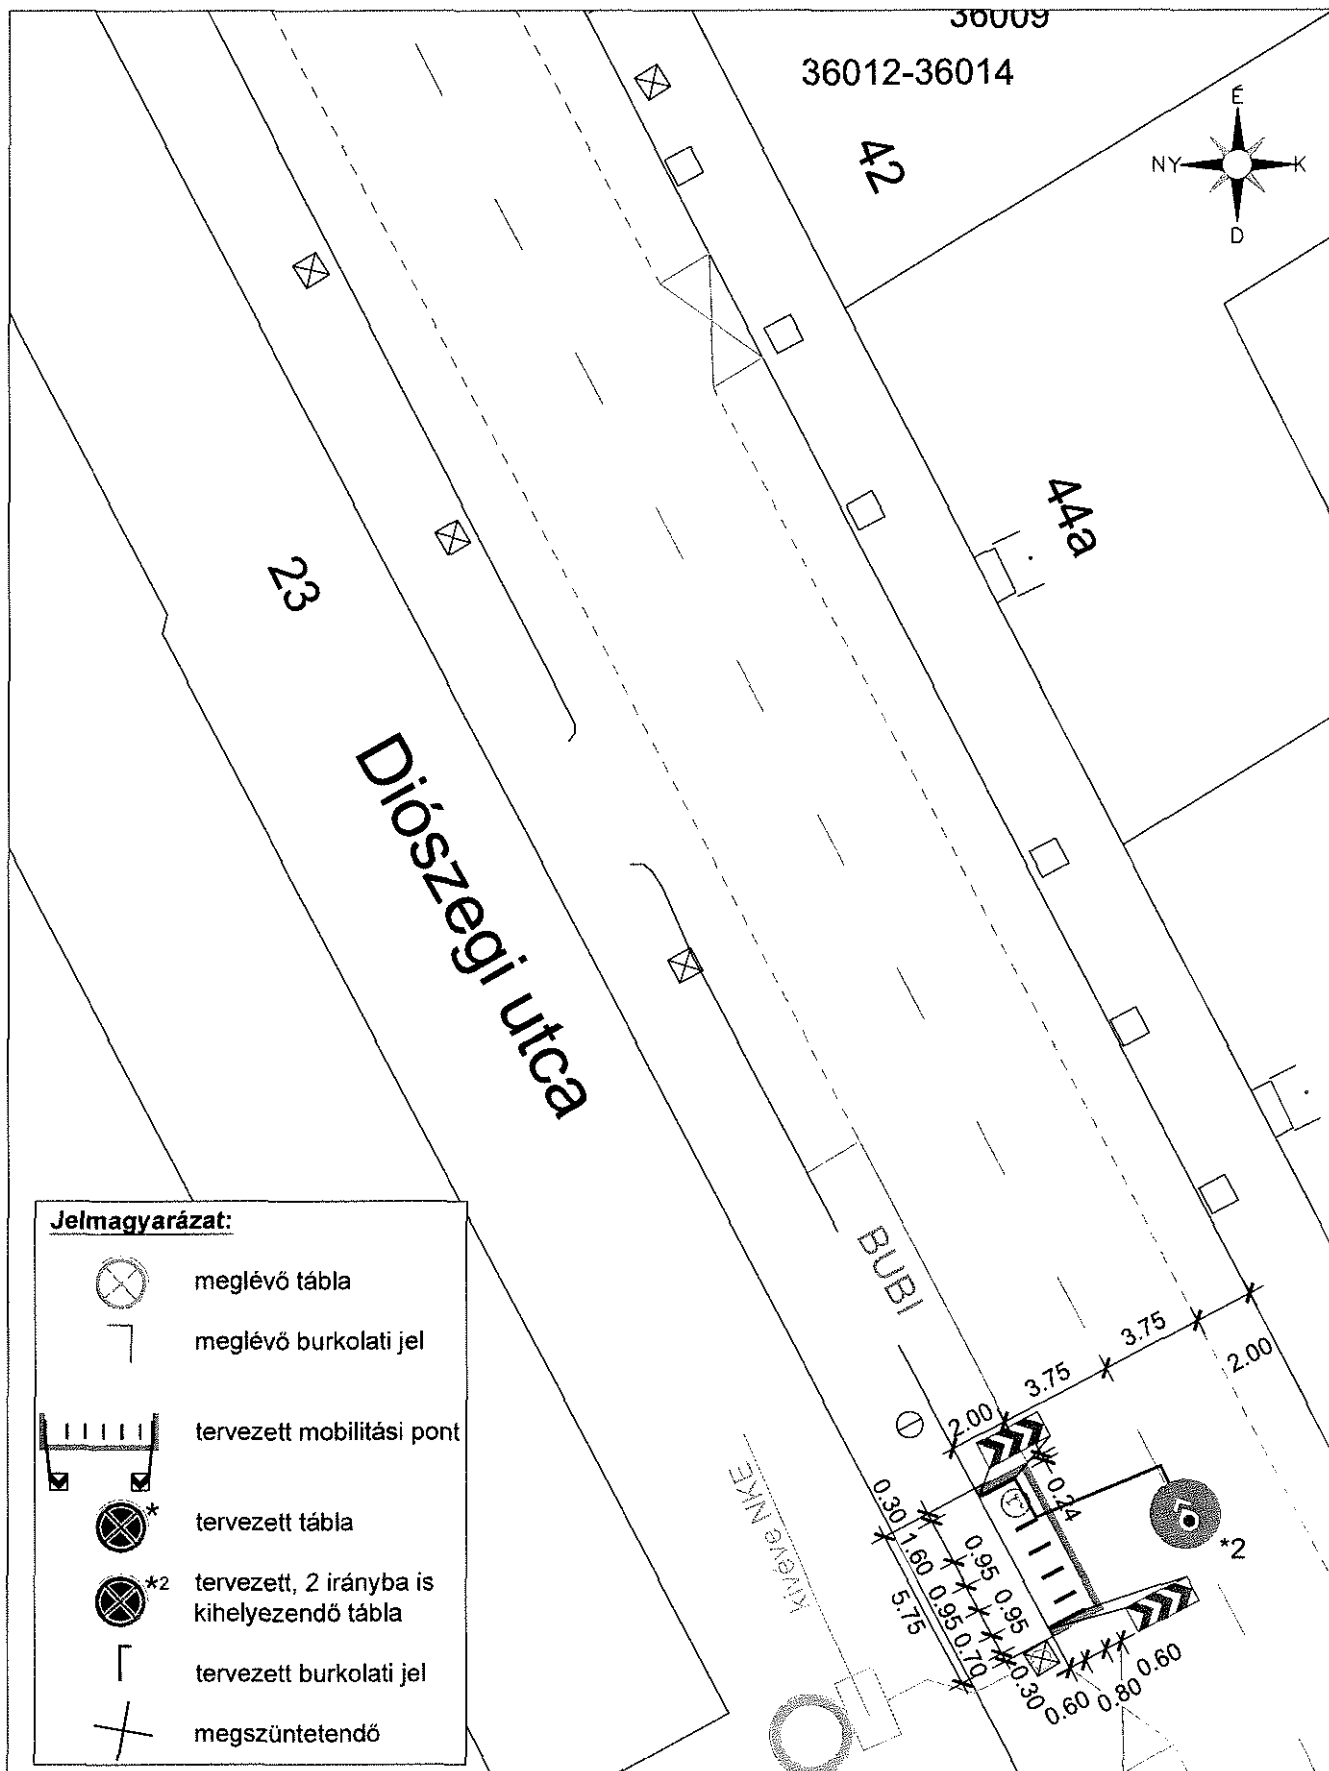 36009
36012-36014
É
NY
K
D
42
44a
23
Diószegi utca
BUBI
kivéve NKE
2.00
3.75
3.75
2.00
0.24
r
*2
0.30
1.60
0.95
0.95
0.95
0.95
0.70
0.30
5.75
0.60
0.80
0.60
Jelmagyarázat:
meglévő tábla
meglévő burkolati jel
tervezett mobilitási pont
* tervezett tábla
*2 tervezett, 2 irányba is
kihelyezendő tábla
tervezett burkolati jel
megszüntetendő